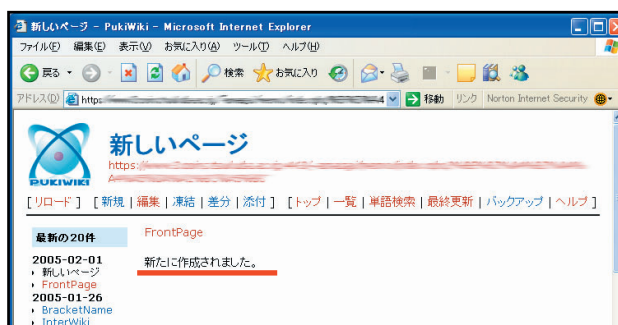 新しいページ - PukiWiki - Microsoft Internet Explorer
ファイル(F) 編集(E) 表示(V) お気に入り(A) ツール(T) ヘルプ(H)
戻る 検索 お気に入り
アドレス(D) https 移動 リンク Norton Internet Security
新しいページ
https:
PUKIWIKI
[ リロード ] [ 新規 | 編集 | 凍結 | 差分 | 添付 ] [ トップ | 一覧 | 単語検索 | 最終更新 | バックアップ | ヘルプ ]
最新の20件
2005-02-01
新しいページ
FrontPage
2005-01-26
BracketName
InterWiki
FrontPage
新たに作成されました。